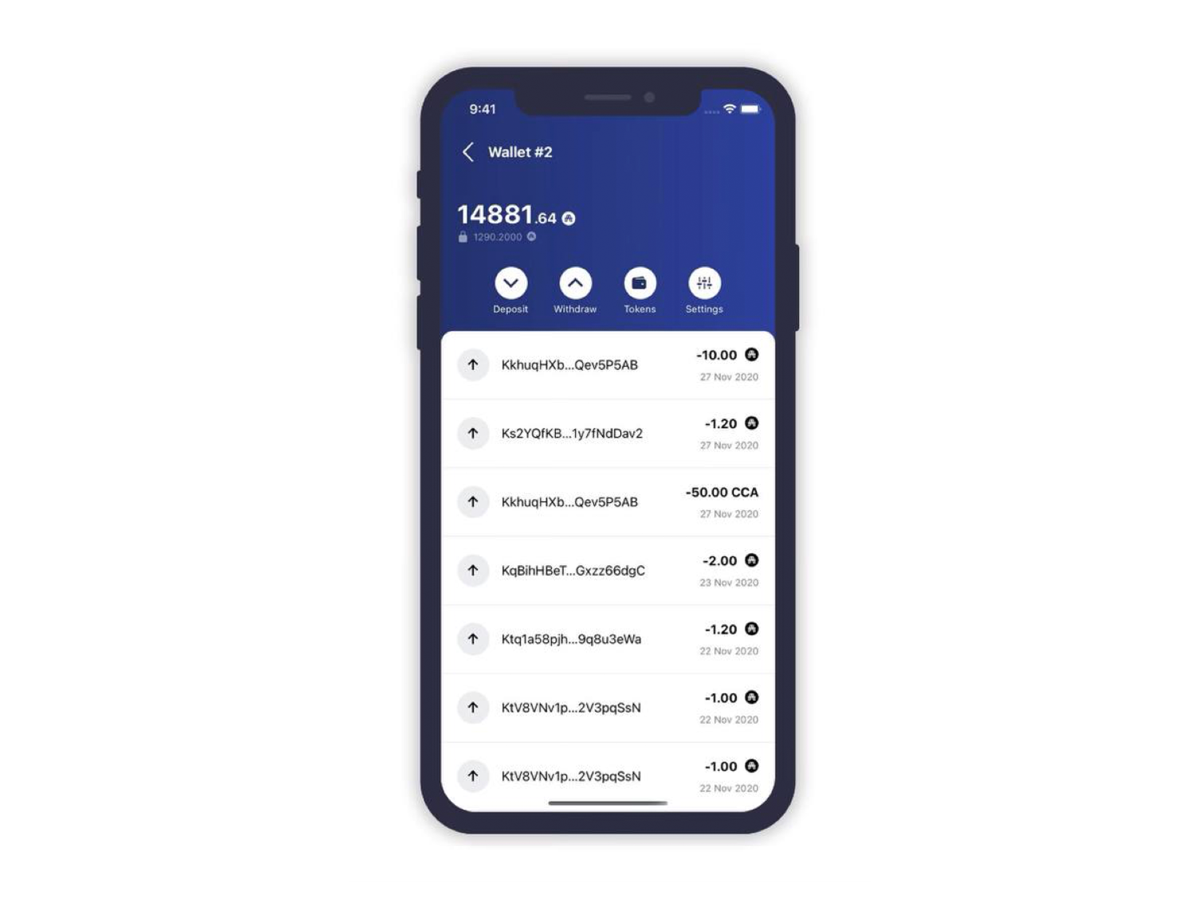 9:41
Wallet #2
14881.64
1290.2000
Deposit Withdraw Tokens Settings
KkhuqHXb...Qev5P5AB -10.00
27 Nov 2020
Ks2YQfKB...1y7fNdDav2 -1.20
27 Nov 2020
KkhuqHXb...Qev5P5AB -50.00 CCA
27 Nov 2020
KqBihHBeT...Gxzz66dgC -2.00
23 Nov 2020
Ktq1a58pjh...9q8u3eWa -1.20
22 Nov 2020
KtV8VNv1p...2V3pqSsN -1.00
22 Nov 2020
KtV8VNv1p...2V3pqSsN -1.00
22 Nov 2020